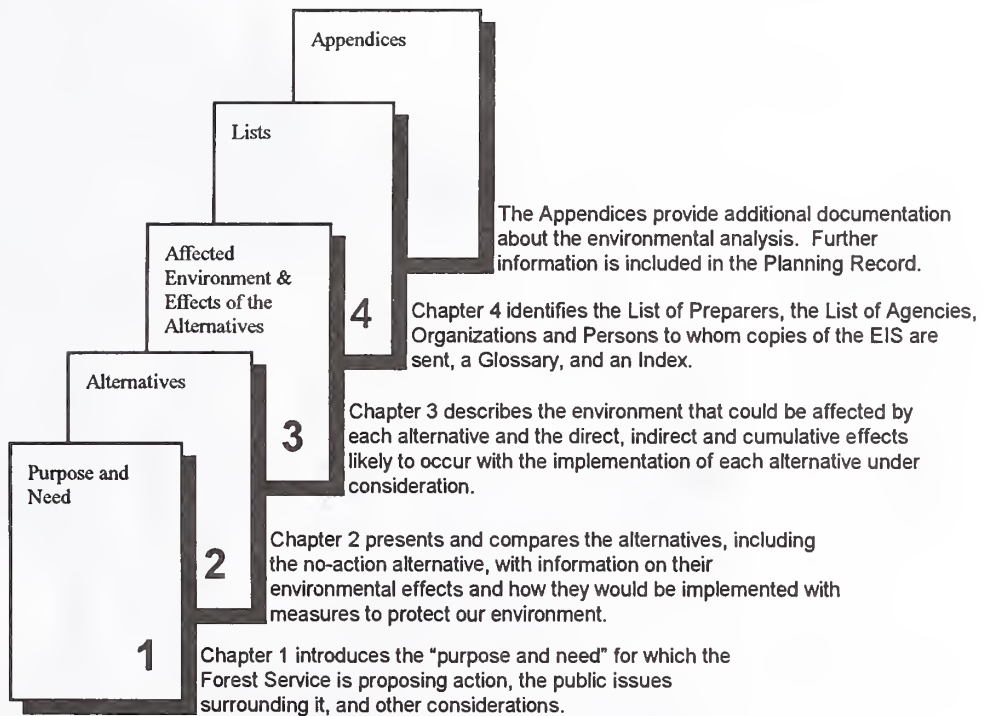 Appendices
Lists
The Appendices provide additional documentation
about the environmental analysis. Further
information is included in the Planning Record.
Affected
Environment &
Effects of the
Alternatives
4
Chapter 4 identifies the List of Preparers, the List of Agencies,
Organizations and Persons to whom copies of the EIS are
sent, a Glossary, and an Index.
Alternatives
3
Chapter 3 describes the environment that could be affected by
each alternative and the direct, indirect and cumulative effects
likely to occur with the implementation of each alternative under
consideration.
Purpose and
Need
2
Chapter 2 presents and compares the alternatives, including
the no-action alternative, with information on their
environmental effects and how they would be implemented with
measures to protect our environment.
1
Chapter 1 introduces the "purpose and need" for which the
Forest Service is proposing action, the public issues
surrounding it, and other considerations.